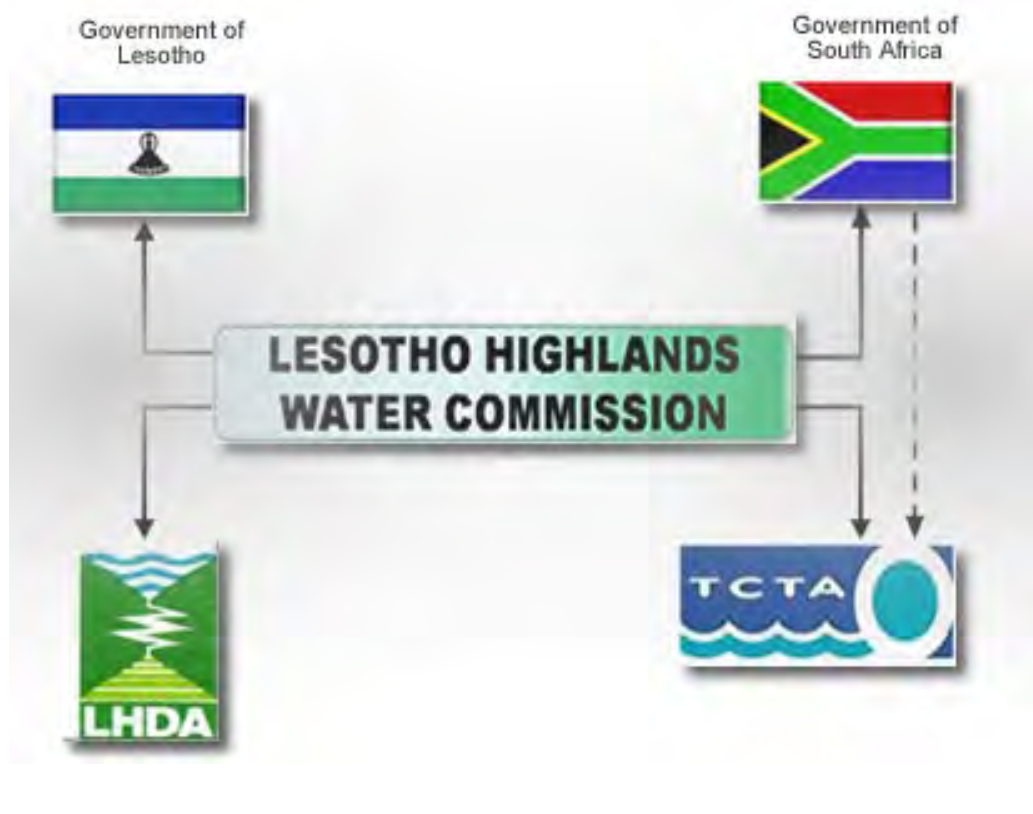 Government of
Lesotho
Government of
South Africa
LESOTHO HIGHLANDS
WATER COMMISSION
TCTA
LHDA